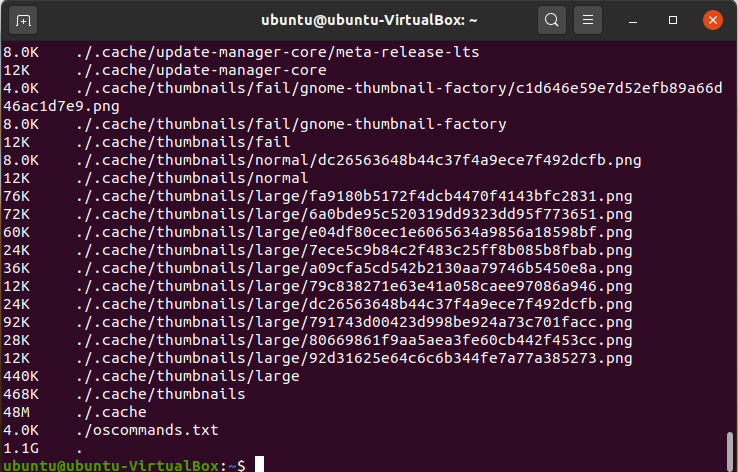 ubuntu@ubuntu-VirtualBox: ~
8.0K ./.cache/update-manager-core/meta-release-lts
12K ./.cache/update-manager-core
4.0K ./.cache/thumbnails/fail/gnome-thumbnail-factory/c1d646e59e7d52efb89a66d
46ac1d7e9.png
8.0K ./.cache/thumbnails/fail/gnome-thumbnail-factory
12K ./.cache/thumbnails/fail
8.0K ./.cache/thumbnails/normal/dc26563648b44c37f4a9ece7f492dcfb.png
12K ./.cache/thumbnails/normal
76K ./.cache/thumbnails/large/fa9180b5172f4dcb4470f4143bfc2831.png
72K ./.cache/thumbnails/large/6a0bde95c520319dd9323dd95f773651.png
60K ./.cache/thumbnails/large/e04df80cec1e6065634a9856a18598bf.png
24K ./.cache/thumbnails/large/7ece5c9b84c2f483c25ff8b085b8fbab.png
36K ./.cache/thumbnails/large/a09cfa5cd542b2130aa79746b5450e8a.png
12K ./.cache/thumbnails/large/79c838271e63e41a058caee97086a946.png
24K ./.cache/thumbnails/large/dc26563648b44c37f4a9ece7f492dcfb.png
92K ./.cache/thumbnails/large/791743d00423d998be924a73c701facc.png
28K ./.cache/thumbnails/large/80669861f9aa5aea3fe60cb442f453cc.png
12K ./.cache/thumbnails/large/92d31625e64c6c6b344fe7a77a385273.png
440K ./.cache/thumbnails/large
468K ./.cache/thumbnails
48M ./.cache
4.0K ./oscommands.txt
1.1G .
ubuntu@ubuntu-VirtualBox:~$